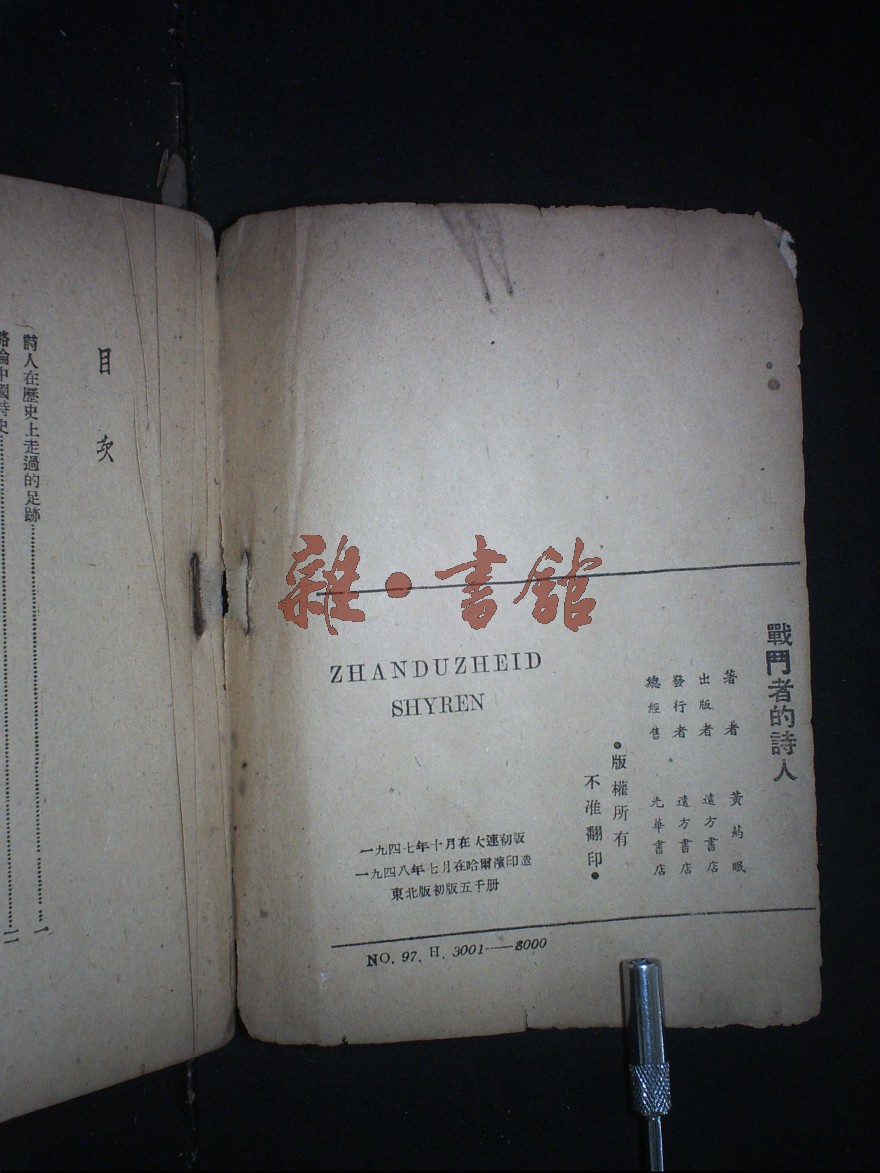 戰鬥者的詩人
著者 黃葯眠
出版者 遠方書店
發行者 遠方書店
總經售 光華書店
•版權所有
不准翻印•
ZHANDUZHEID
SHYREN
一九四七年十月在大連初版
一九四八年七月在哈爾濱印造
東北版初版五千册
NO. 97. H. 3001——8000
雜•書館
目次
詩人在歷史上走過的足跡 一
略論中國詩史 二